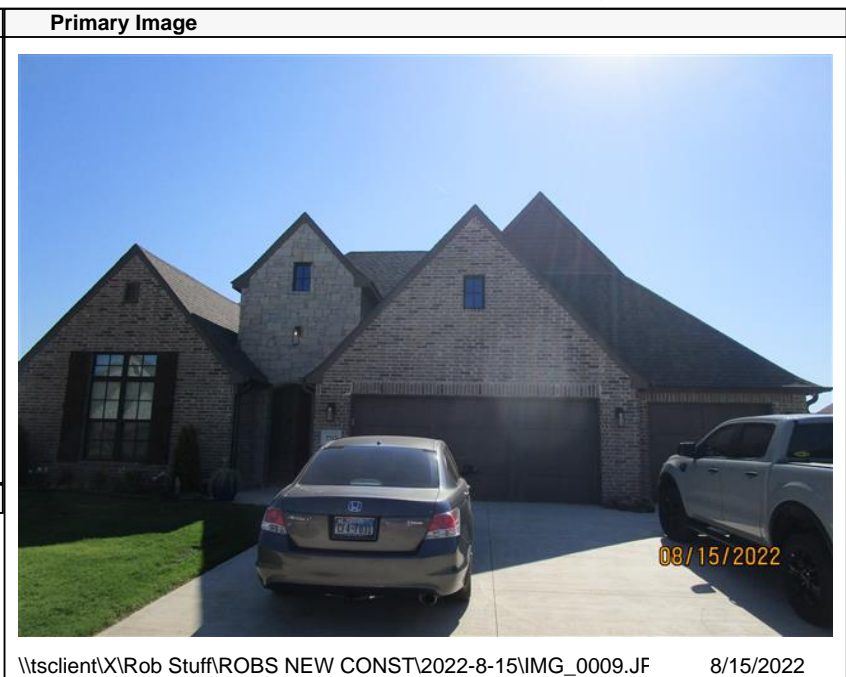 Primary Image
08/15/2022
\\tsclient\X\Rob Stuff\ROBS NEW CONST\2022-8-15\IMG_0009.JF 8/15/2022